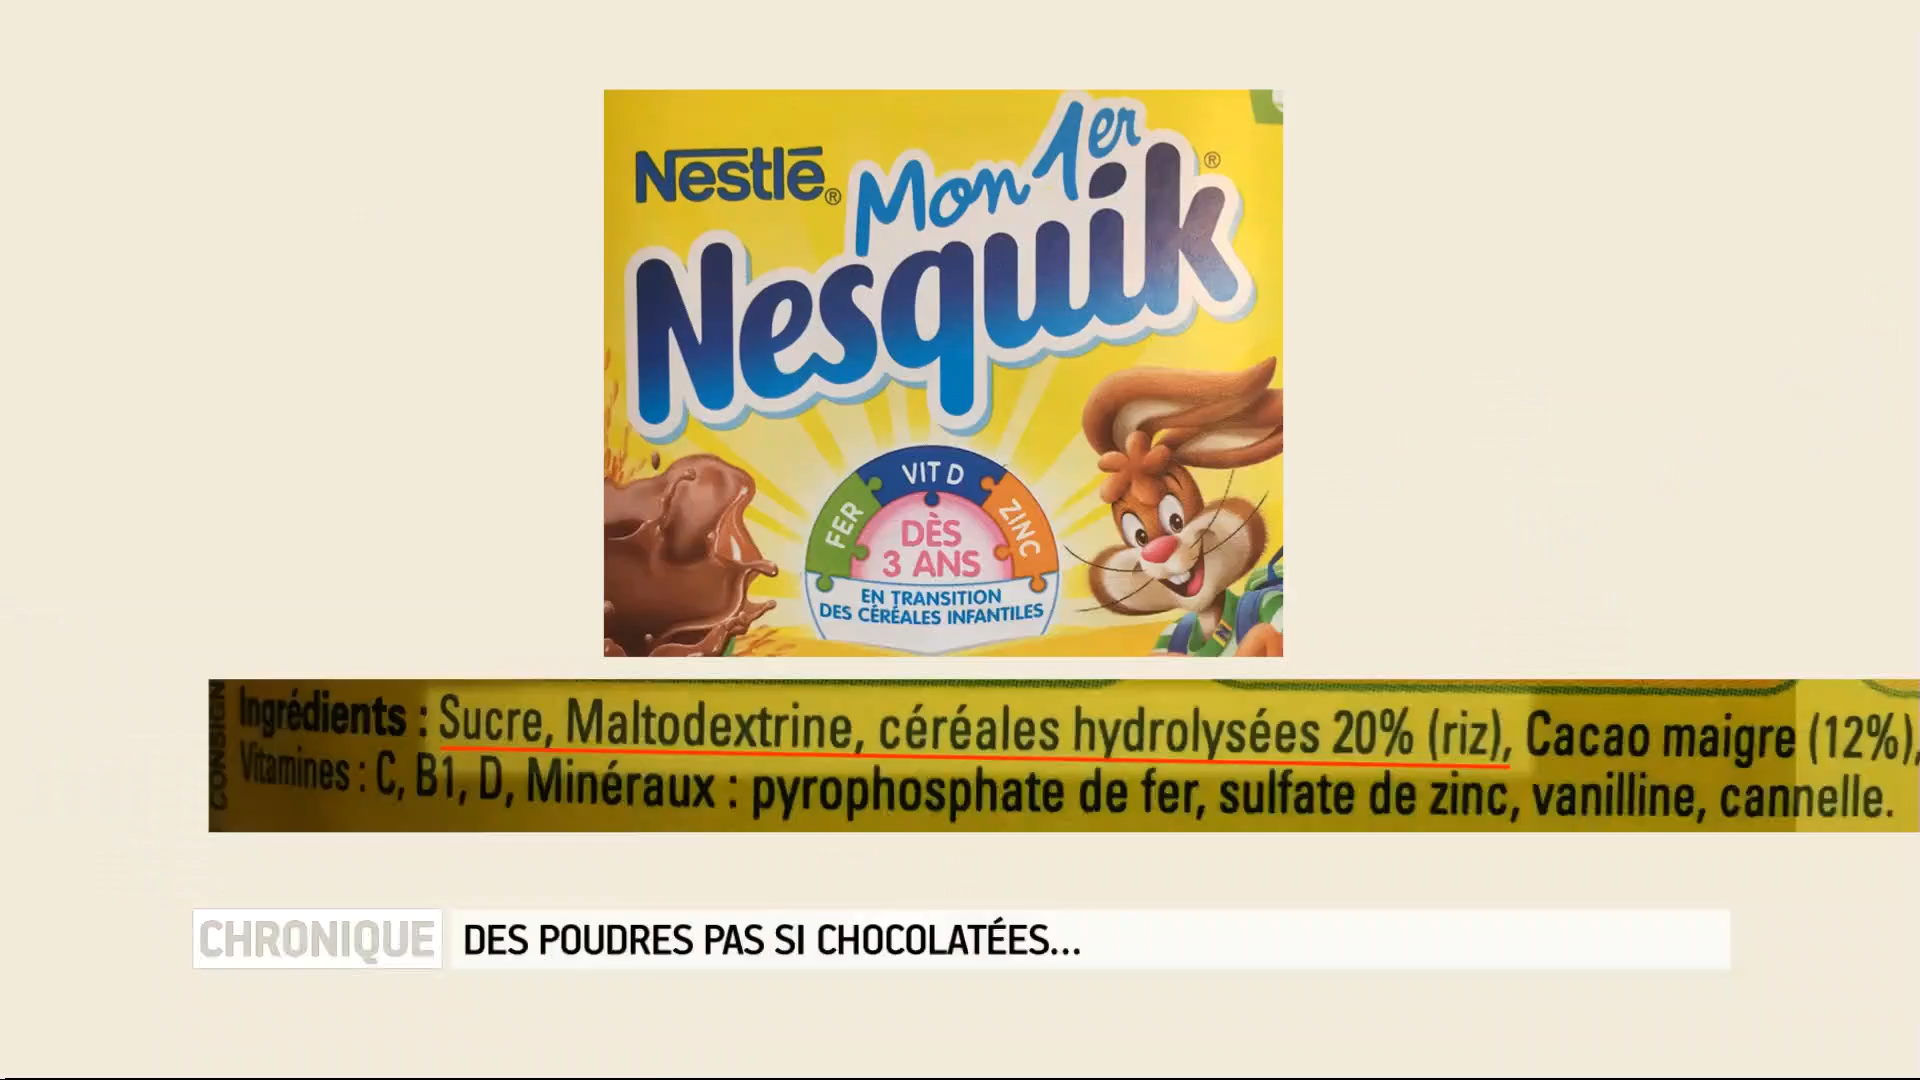 Nestlé®
Mon 1er
Nesquik®
VIT D
FER
ZINC
DÈS
3 ANS
EN TRANSITION
DES CÉRÉALES INFANTILES
CONSIGN
Ingrédients : Sucre, Maltodextrine, céréales hydrolysées 20% (riz), Cacao maigre (12%),
Vitamines : C, B1, D, Minéraux : pyrophosphate de fer, sulfate de zinc, vanilline, cannelle.
CHRONIQUE DES POUDRES PAS SI CHOCOLATÉES...